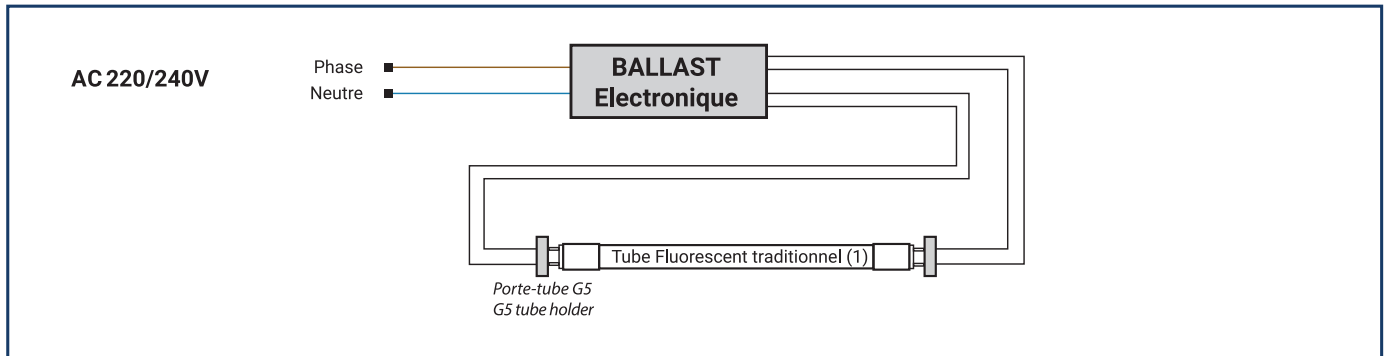 AC 220/240V
Phase
Neutre
BALLAST
Electronique
Tube Fluorescent traditionnel (1)
Porte-tube G5
G5 tube holder